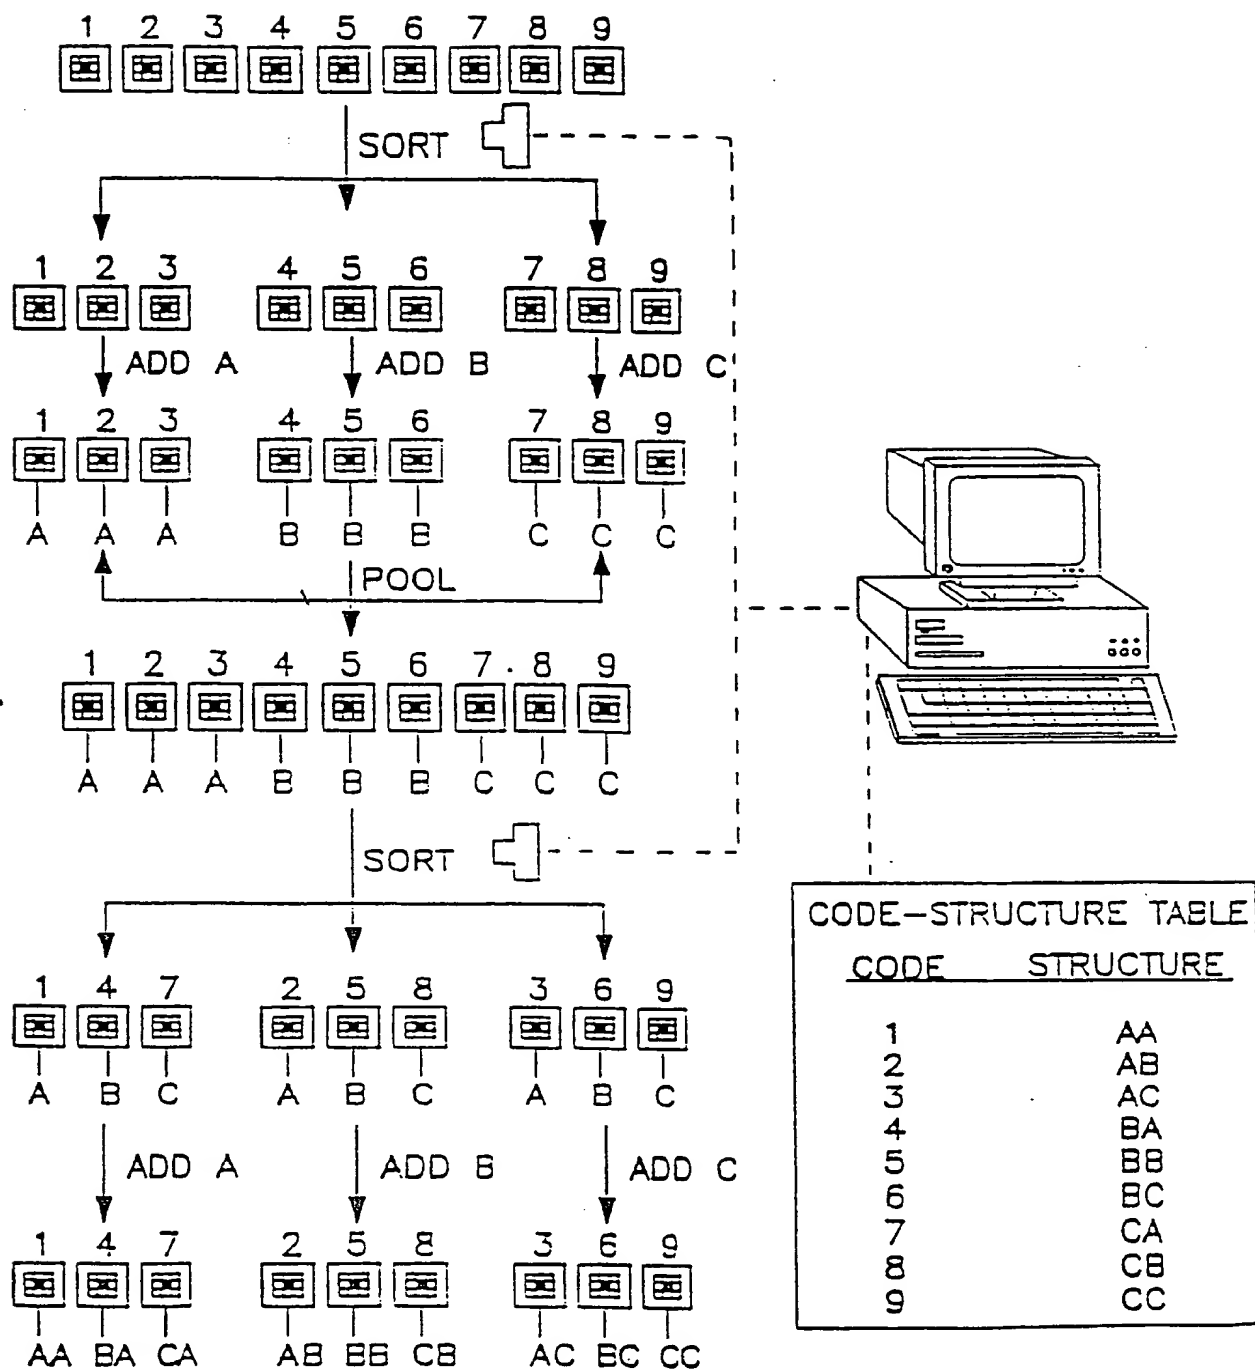 1 2 3 4 5 6 7 8 9
SORT
1 2 3 4 5 6 7 8 9
ADD A ADD B ADD C
1 2 3 4 5 6 7 8 9
A A A B B B C C C
POOL
1 2 3 4 5 6 7 8 9
A A A B B B C C C
SORT
1 4 7 2 5 8 3 6 9
A B C A B C A B C
ADD A ADD B ADD C
1 4 7 2 5 8 3 6 9
AA BA CA AB BB CB AC BC CC
CODE-STRUCTURE TABLE
CODE STRUCTURE
1 AA
2 AB
3 AC
4 BA
5 BB
6 BC
7 CA
8 CB
9 CC